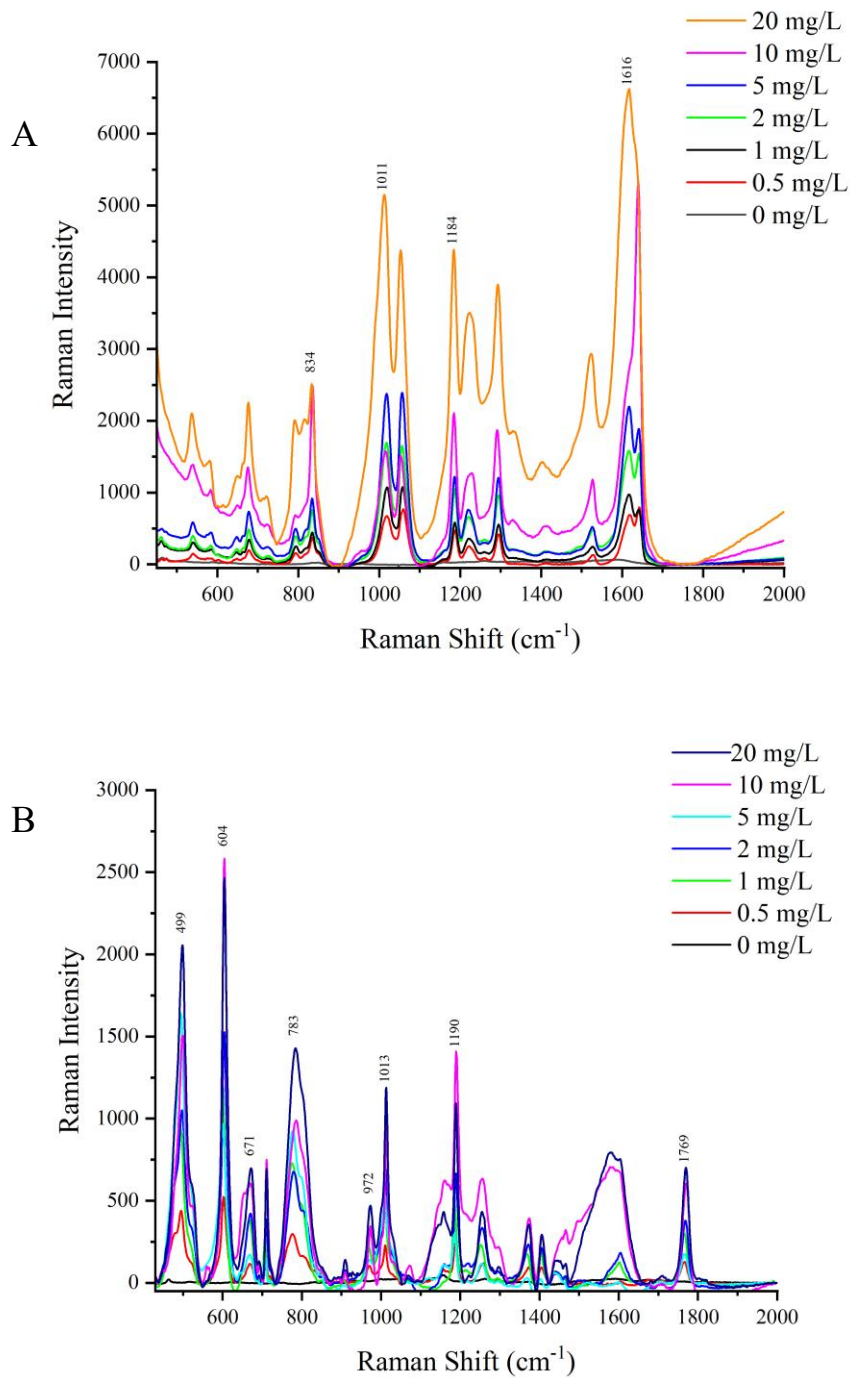 A
20 mg/L
10 mg/L
5 mg/L
2 mg/L
1 mg/L
0.5 mg/L
0 mg/L
Raman Intensity
7000
6000
5000
4000
3000
2000
1000
0
834
1011
1184
1616
600 800 1000 1200 1400 1600 1800 2000
Raman Shift (cm⁻¹)
B
20 mg/L
10 mg/L
5 mg/L
2 mg/L
1 mg/L
0.5 mg/L
0 mg/L
Raman Intensity
3000
2500
2000
1500
1000
500
0
499
604
671
783
972
1013
1190
1769
600 800 1000 1200 1400 1600 1800 2000
Raman Shift (cm⁻¹)